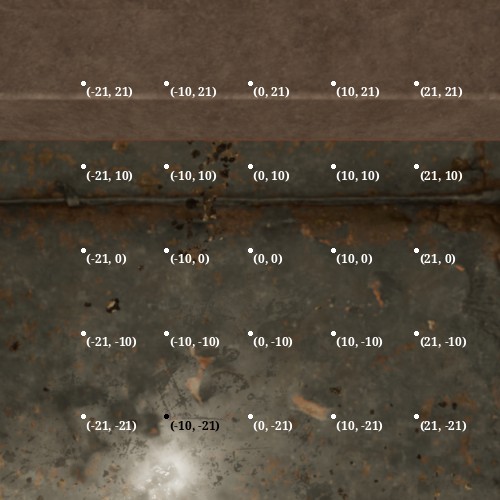 (-21, 21) (-10, 21) (0, 21) (10, 21) (21, 21)
(-21, 10) (-10, 10) (0, 10) (10, 10) (21, 10)
(-21, 0) (-10, 0) (0, 0) (10, 0) (21, 0)
(-21, -10) (-10, -10) (0, -10) (10, -10) (21, -10)
(-21, -21) (-10, -21) (0, -21) (10, -21) (21, -21)